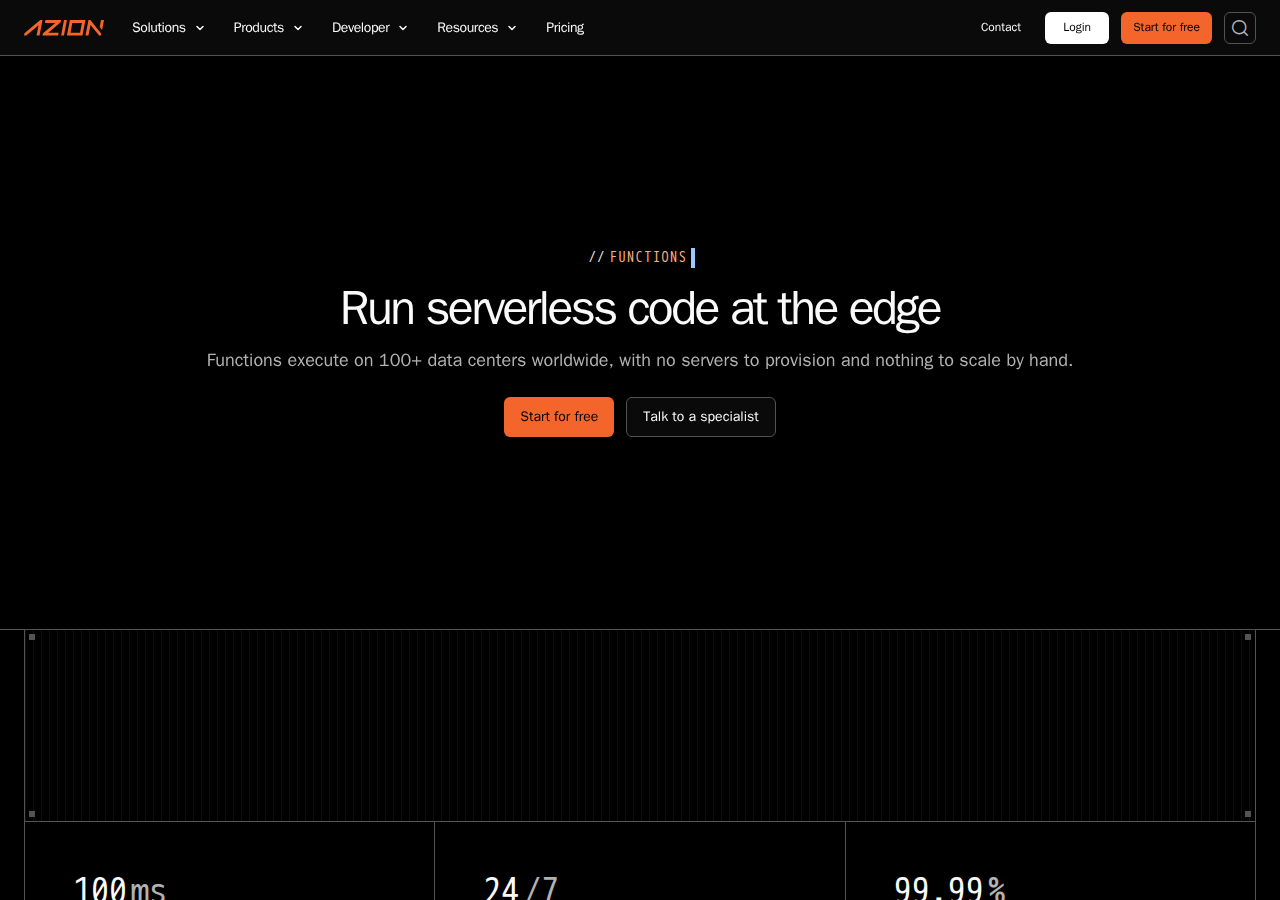 AZION Solutions Products Developer Resources Pricing Contact Login Start for free
// FUNCTIONS
Run serverless code at the edge
Functions execute on 100+ data centers worldwide, with no servers to provision and nothing to scale by hand.
Start for free Talk to a specialist
100ms 24/7 99.99%